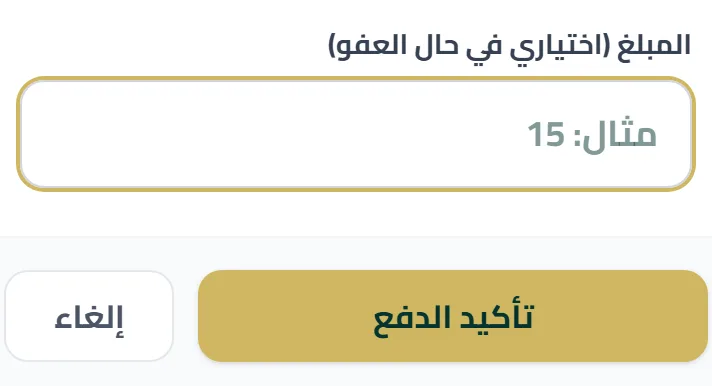 المبلغ (اختياري في حال العفو)
مثال: 15
تأكيد الدفع
إلغاء